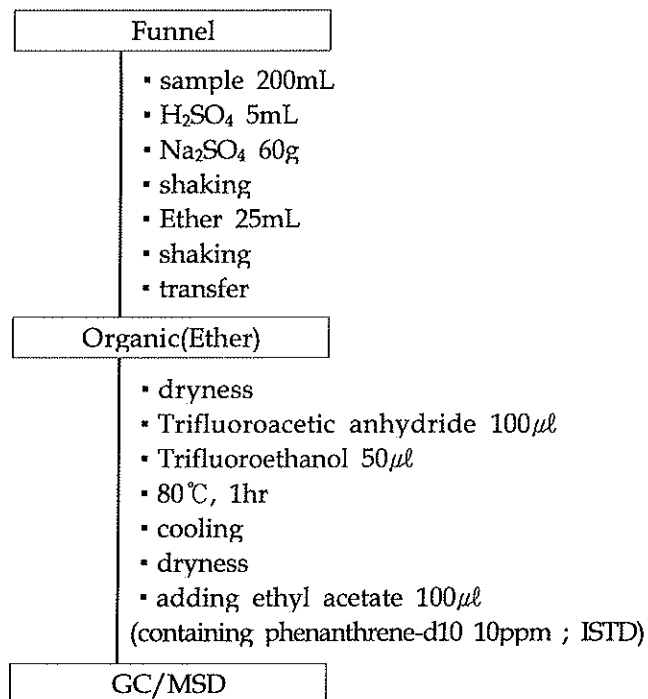 Funnel
▪ sample 200mL
▪ H₂SO₄ 5mL
▪ Na₂SO₄ 60g
▪ shaking
▪ Ether 25mL
▪ shaking
▪ transfer
Organic(Ether)
▪ dryness
▪ Trifluoroacetic anhydride 100㎕
▪ Trifluoroethanol 50㎕
▪ 80℃, 1hr
▪ cooling
▪ dryness
▪ adding ethyl acetate 100㎕
(containing phenanthrene-d10 10ppm ; ISTD)
GC/MSD